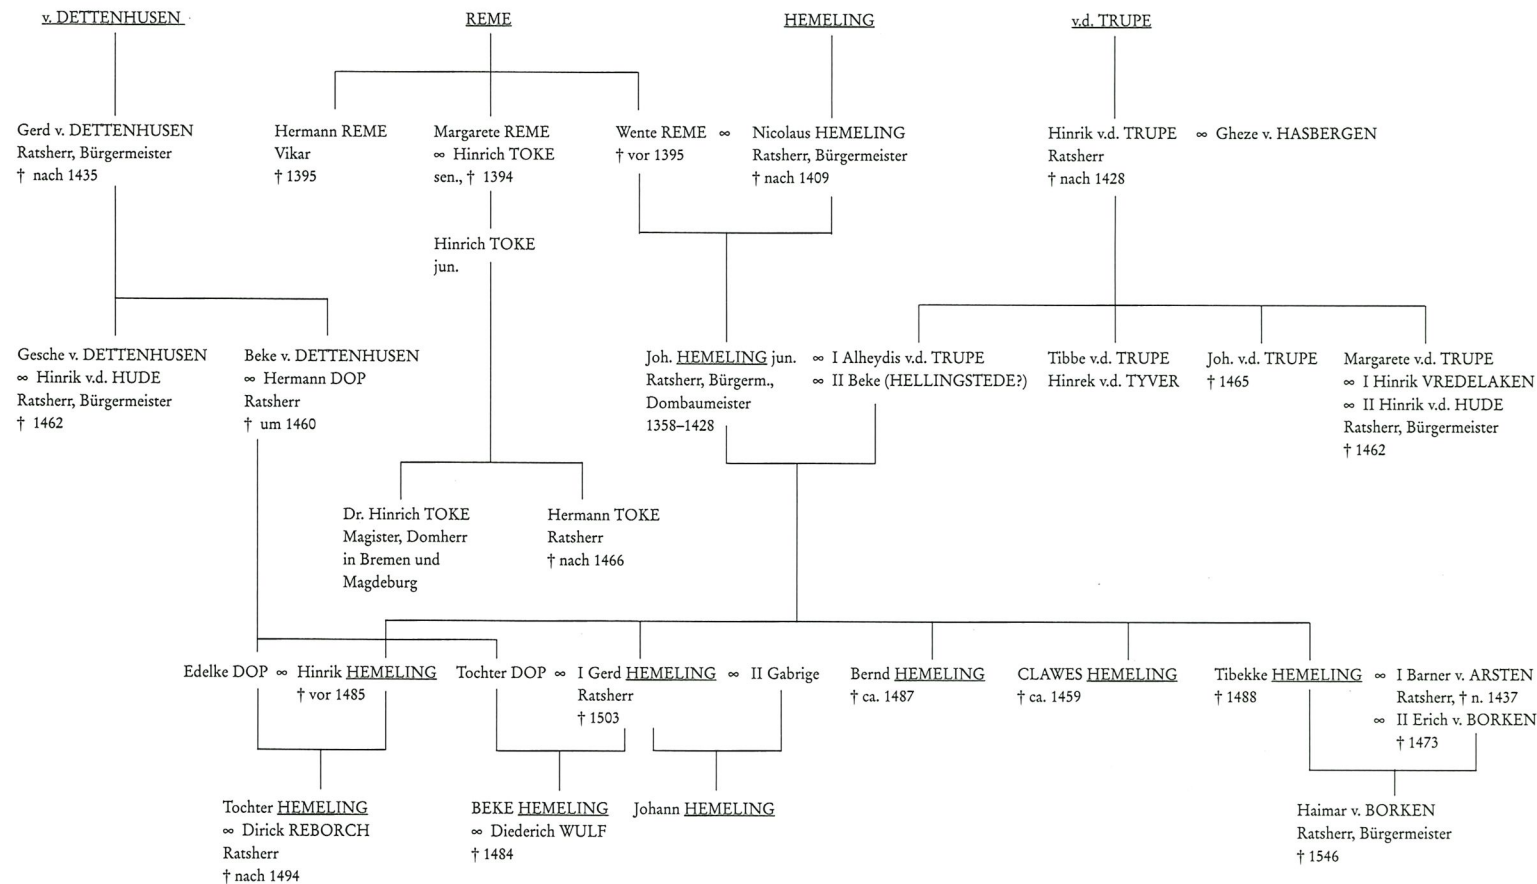 v. DETTENHUSEN
REME
HEMELING
v.d. TRUPE
Gerd v. DETTENHUSEN
Ratsherr, Bürgermeister
† nach 1435
Hermann REME
Vikar
† 1395
Margarete REME
∞ Hinrich TOKE
sen., † 1394
Wente REME ∞
† vor 1395
Nicolaus HEMELING
Ratsherr, Bürgermeister
† nach 1409
Hinrik v.d. TRUPE ∞ Gheze v. HASBERGEN
Ratsherr
† nach 1428
Hinrich TOKE
jun.
Gesche v. DETTENHUSEN
∞ Hinrik v.d. HUDE
Ratsherr, Bürgermeister
† 1462
Beke v. DETTENHUSEN
∞ Hermann DOP
Ratsherr
† um 1460
Joh. HEMELING jun.
Ratsherr, Bürgerm.,
Dombaumeister
1358–1428
∞ I Alheydis v.d. TRUPE
∞ II Beke (HELLINGSTEDE?)
Tibbe v.d. TRUPE
Hinrek v.d. TYVER
Joh. v.d. TRUPE
† 1465
Margarete v.d. TRUPE
∞ I Hinrik VREDELAKEN
∞ II Hinrik v.d. HUDE
Ratsherr, Bürgermeister
† 1462
Dr. Hinrich TOKE
Magister, Domherr
in Bremen und
Magdeburg
Hermann TOKE
Ratsherr
† nach 1466
Edelke DOP ∞ Hinrik HEMELING
† vor 1485
Tochter DOP ∞ I Gerd HEMELING ∞ II Gabrige
Ratsherr
† 1503
Bernd HEMELING
† ca. 1487
CLAWES HEMELING
† ca. 1459
Tibekke HEMELING
† 1488
∞ I Barner v. ARSTEN
Ratsherr, † n. 1437
∞ II Erich v. BORKEN
† 1473
Tochter HEMELING
∞ Dirick REBORCH
Ratsherr
† nach 1494
BEKE HEMELING
∞ Diederich WULF
† 1484
Johann HEMELING
Haimar v. BORKEN
Ratsherr, Bürgermeister
† 1546